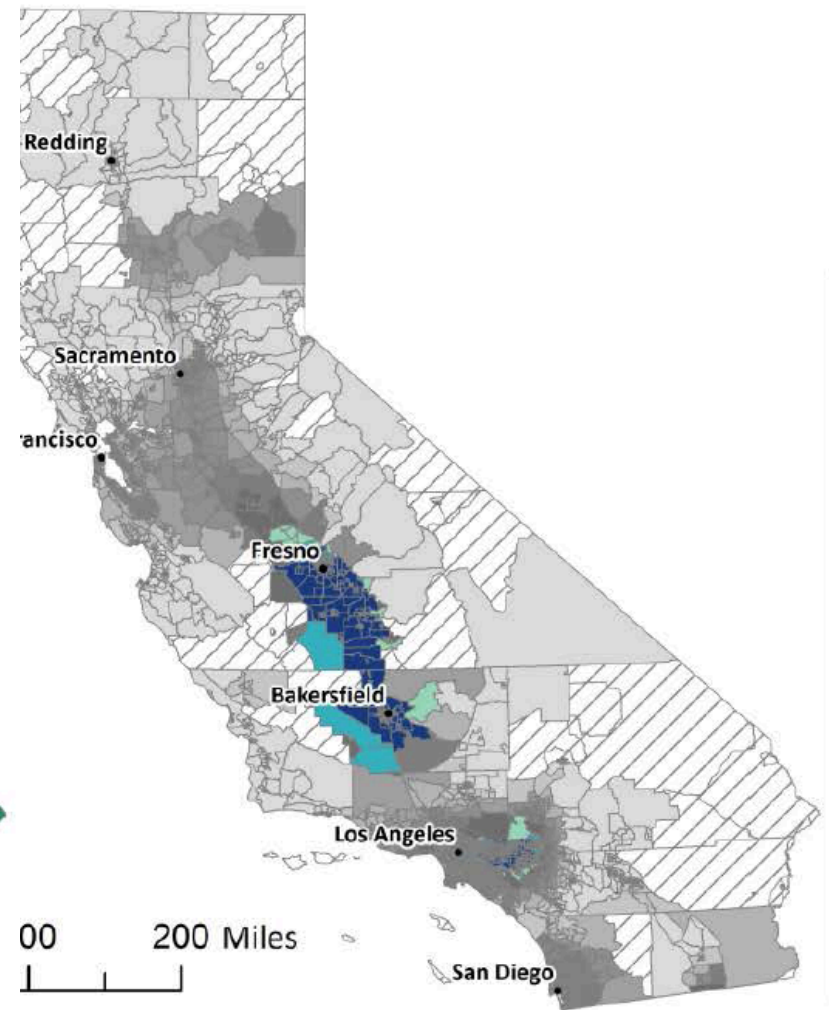 Redding
Sacramento
rancisco
Fresno
Bakersfield
Los Angeles
00 200 Miles
San Diego